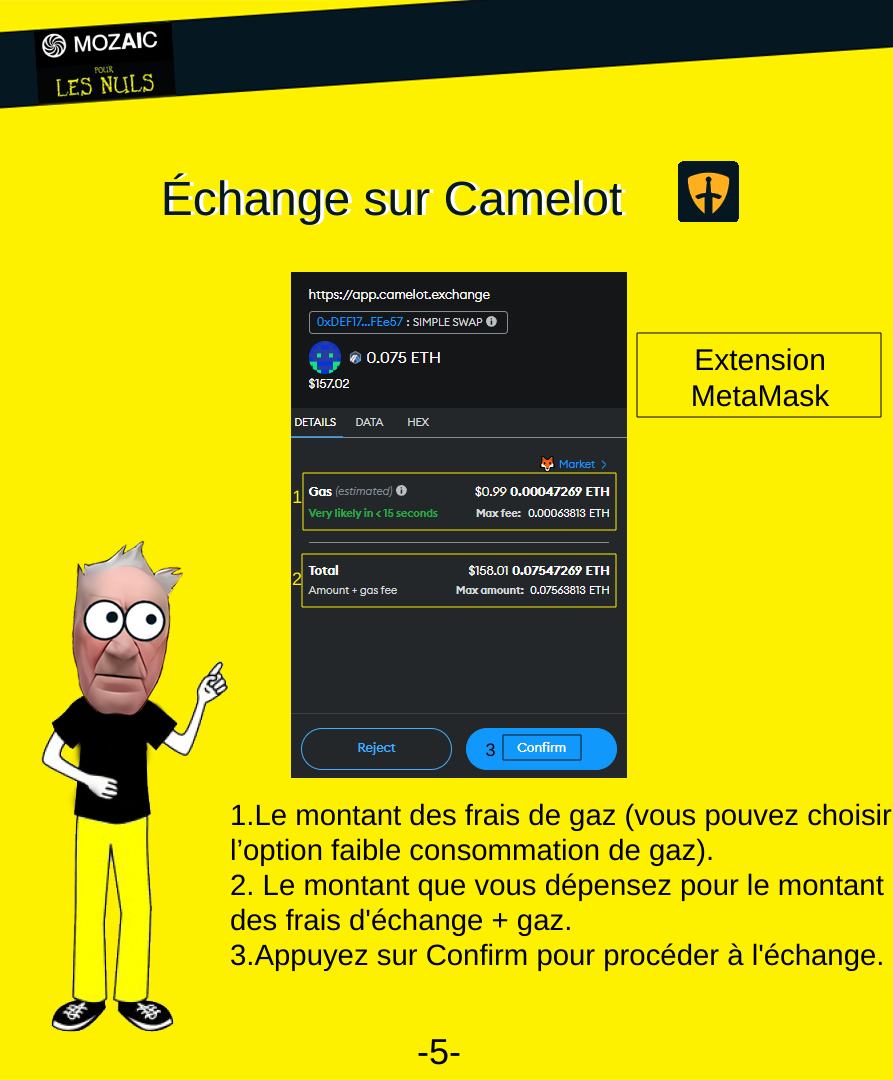 MOZAIC
POUR
LES NULS
Échange sur Camelot
https://app.camelot.exchange
0xDEF17...FEe57 : SIMPLE SWAP
0.075 ETH
$157.02
Extension
MetaMask
DETAILS DATA HEX
Market >
1 Gas (estimated) $0.99 0.00047269 ETH
Very likely in < 15 seconds Max fee: 0.00063813 ETH
2 Total $158.01 0.07547269 ETH
Amount + gas fee Max amount: 0.07563813 ETH
Reject 3 Confirm
1.Le montant des frais de gaz (vous pouvez choisir
l’option faible consommation de gaz).
2. Le montant que vous dépensez pour le montant
des frais d'échange + gaz.
3.Appuyez sur Confirm pour procéder à l'échange.
-5-